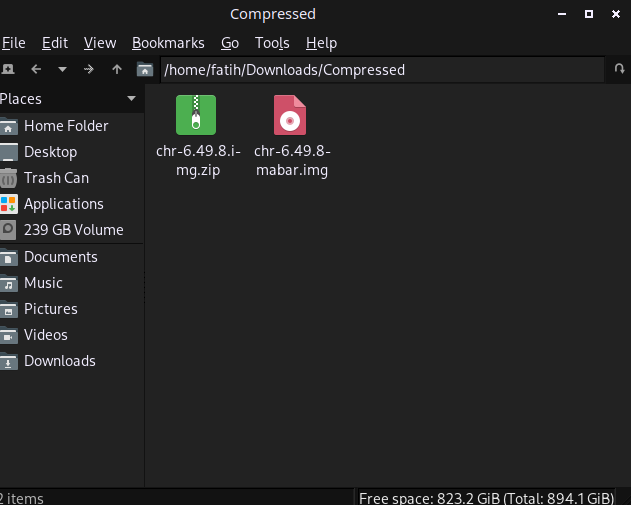 Compressed
File Edit View Bookmarks Go Tools Help
/home/fatih/Downloads/Compressed
Places
Home Folder
Desktop
Trash Can
Applications
239 GB Volume
Documents
Music
Pictures
Videos
Downloads
chr-6.49.8.i-
mg.zip
chr-6.49.8-
mabar.img
2 items
Free space: 823.2 GiB (Total: 894.1 GiB)